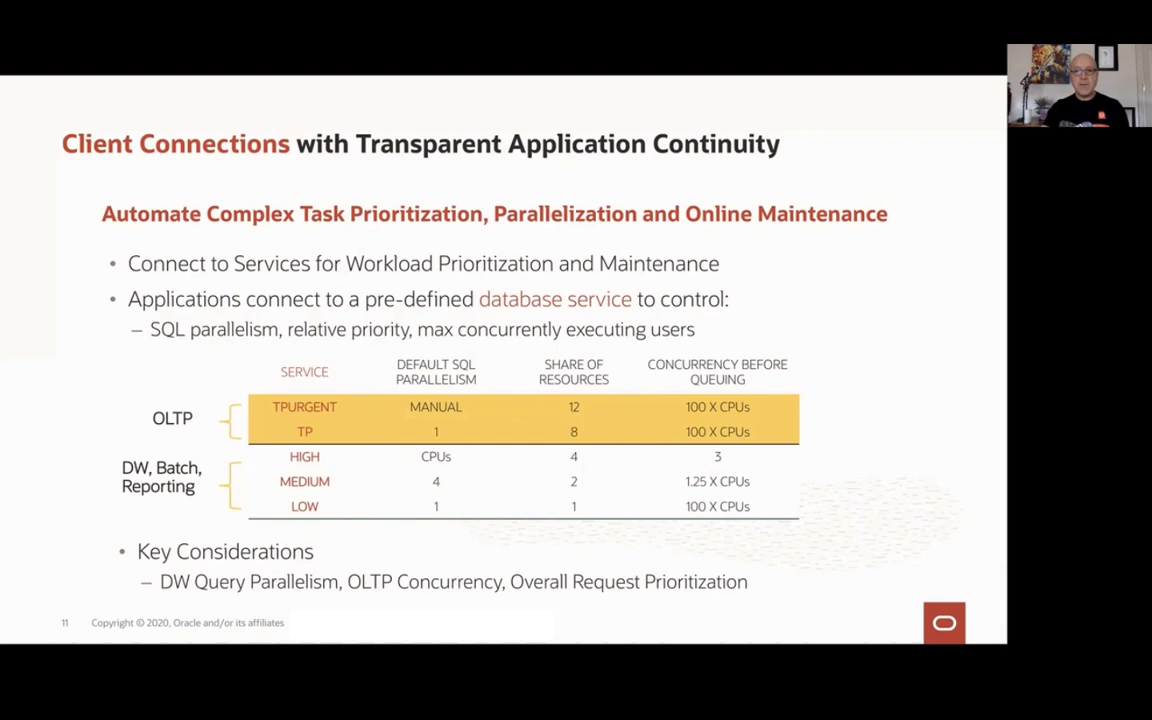 Client Connections with Transparent Application Continuity
Automate Complex Task Prioritization, Parallelization and Online Maintenance
• Connect to Services for Workload Prioritization and Maintenance
• Applications connect to a pre-defined database service to control:
– SQL parallelism, relative priority, max concurrently executing users
SERVICE DEFAULT SQL PARALLELISM SHARE OF RESOURCES CONCURRENCY BEFORE QUEUING
OLTP
TPURGENT MANUAL 12 100 X CPUs
TP 1 8 100 X CPUs
DW, Batch,
Reporting
HIGH CPUs 4 3
MEDIUM 4 2 1.25 X CPUs
LOW 1 1 100 X CPUs
• Key Considerations
– DW Query Parallelism, OLTP Concurrency, Overall Request Prioritization
11 Copyright © 2020, Oracle and/or its affiliates